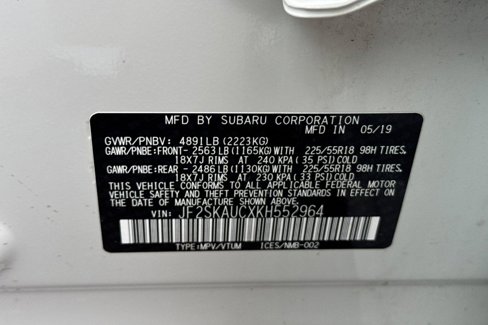 MFD BY SUBARU CORPORATION
MFD IN 05/19
GVWR/PNBV: 4891LB (2223KG)
GAWR/PNBE:FRONT- 2563LB (1165KG)WITH 225/55R18 98H TIRES,
18X7J RIMS AT 240 KPA (35 PSI)COLD
GAWR/PNBE:REAR - 2486LB (1130KG)WITH 225/55R18 98H TIRES,
18X7J RIMS AT 230 KPA (33 PSI)COLD
THIS VEHICLE CONFORMS TO ALL APPLICABLE FEDERAL MOTOR
VEHICLE SAFETY AND THEFT PREVENTION STANDARDS IN EFFECT ON
THE DATE OF MANUFACTURE SHOWN ABOVE.
VIN: JF2SKAUCXKH552964
TYPE:MPV/VTUM ICES/NMB-002